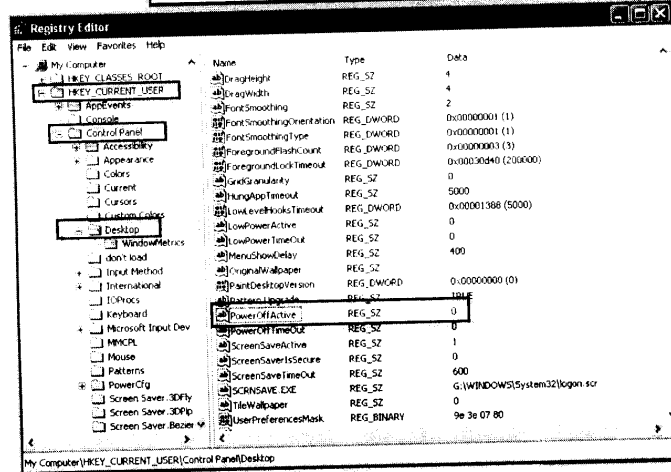 Registry Editor
File Edit View Favorites Help
My Computer
HKEY_CLASSES_ROOT
HKEY_CURRENT_USER
AppEvents
Console
Control Panel
Accessibility
Appearance
Colors
Current
Cursors
Custom Colors
Desktop
WindowMetrics
don't load
Input Method
International
IOProcs
Keyboard
Microsoft Input Dev
MMCPL
Mouse
Patterns
PowerCfg
Screen Saver.3DFly
Screen Saver.3DPip
Screen Saver.Bezier
Name Type Data
DragHeight REG_SZ 4
DragWidth REG_SZ 4
FontSmoothing REG_SZ 2
FontSmoothingOrientation REG_DWORD 0x00000001 (1)
FontSmoothingType REG_DWORD 0x00000001 (1)
ForegroundFlashCount REG_DWORD 0x00000003 (3)
ForegroundLockTimeout REG_DWORD 0x00030d40 (200000)
GridGranularity REG_SZ 0
HungAppTimeout REG_SZ 5000
LowLevelHooksTimeout REG_DWORD 0x00001388 (5000)
LowPowerActive REG_SZ 0
LowPowerTimeOut REG_SZ 0
MenuShowDelay REG_SZ 400
OriginalWallpaper REG_SZ
PaintDesktopVersion REG_DWORD 0x00000000 (0)
Pattern Upgrade REG_SZ TRUE
PowerOffActive REG_SZ 0
PowerOffTimeOut REG_SZ 0
ScreenSaveActive REG_SZ 1
ScreenSaverIsSecure REG_SZ 0
ScreenSaveTimeOut REG_SZ 600
SCRNSAVE.EXE REG_SZ G:\WINDOWS\System32\logon.scr
TileWallpaper REG_SZ 0
UserPreferencesMask REG_BINARY 9e 3e 07 80
My Computer\HKEY_CURRENT_USER\Control Panel\Desktop